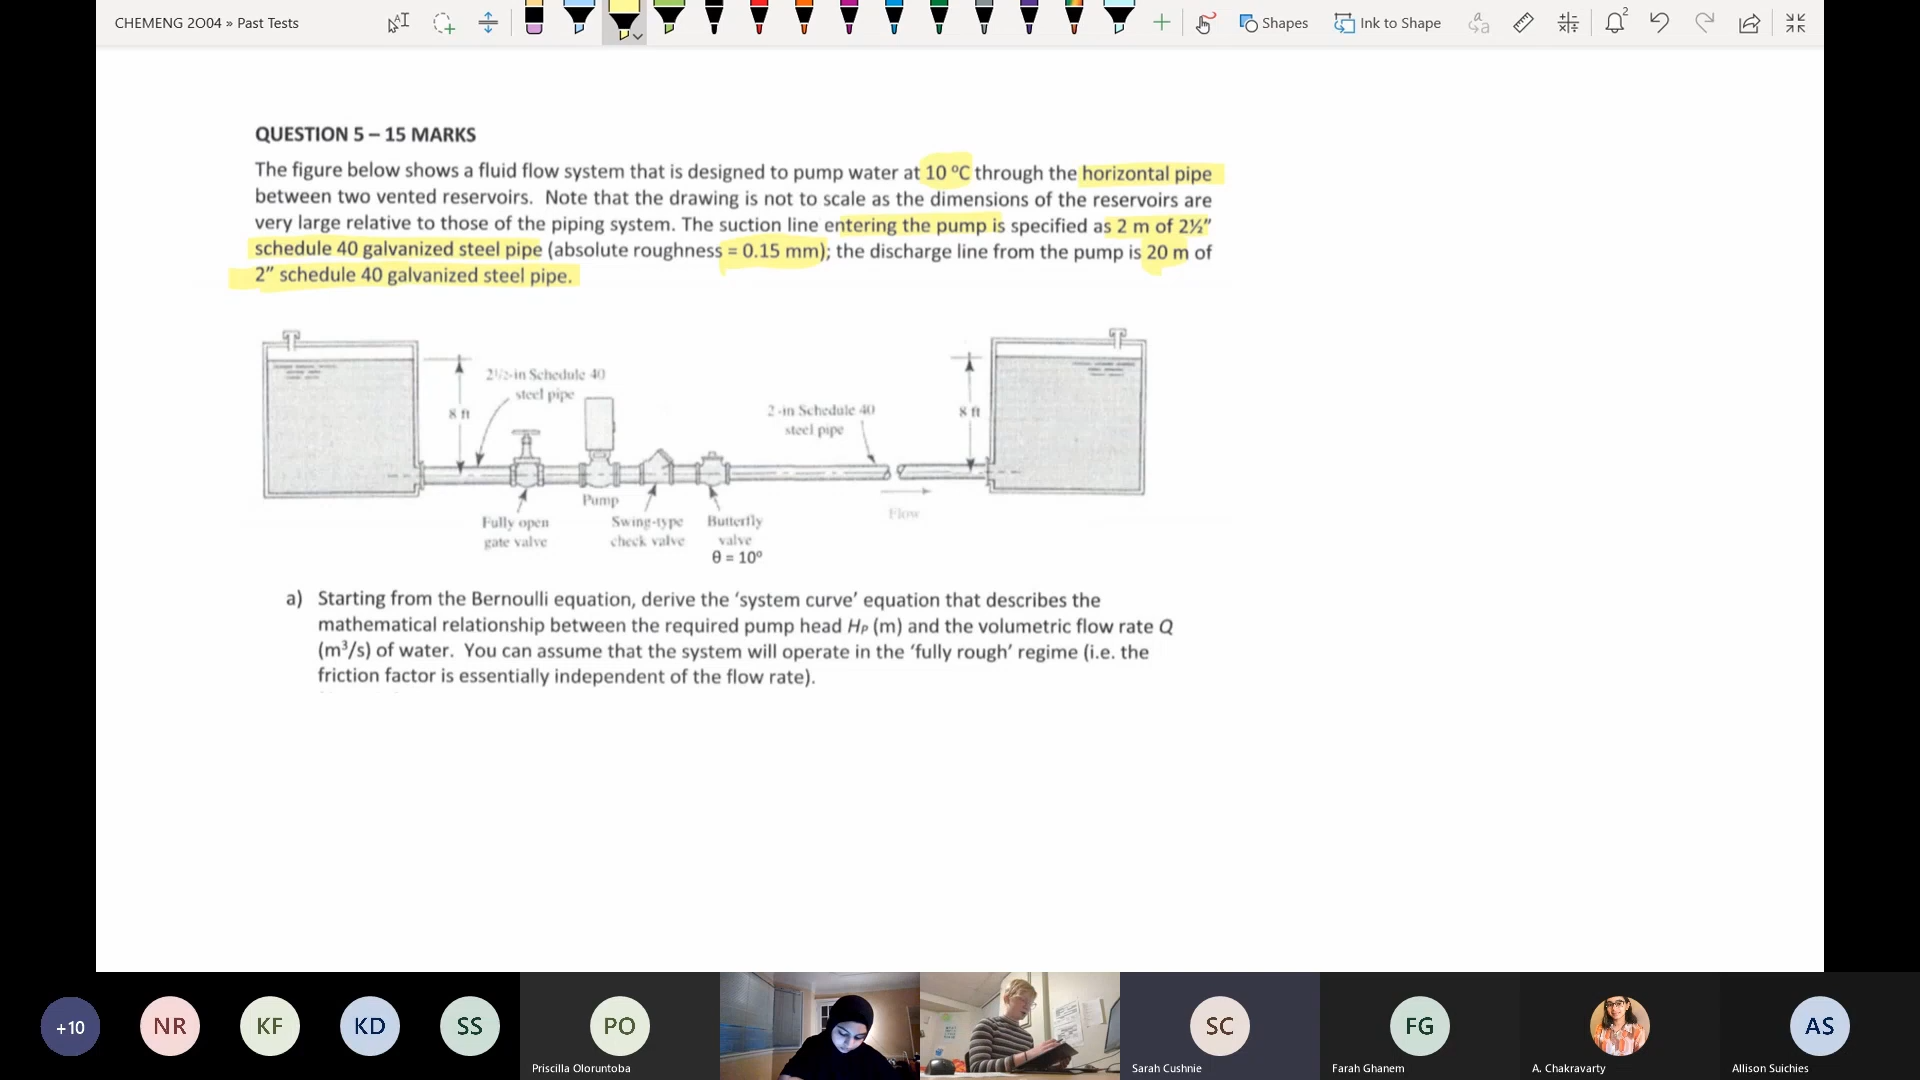 CHEMENG 2O04 » Past Tests
Shapes
Ink to Shape
2
QUESTION 5 – 15 MARKS
The figure below shows a fluid flow system that is designed to pump water at 10 °C through the horizontal pipe
between two vented reservoirs. Note that the drawing is not to scale as the dimensions of the reservoirs are
very large relative to those of the piping system. The suction line entering the pump is specified as 2 m of 2½”
schedule 40 galvanized steel pipe (absolute roughness = 0.15 mm); the discharge line from the pump is 20 m of
2” schedule 40 galvanized steel pipe.
2½-in Schedule 40
steel pipe
8 ft
2-in Schedule 40
steel pipe
8 ft
Pump
Flow
Fully open
gate valve
Swing-type
check valve
Butterfly
valve
θ = 10°
a) Starting from the Bernoulli equation, derive the ‘system curve’ equation that describes the
mathematical relationship between the required pump head Hₚ (m) and the volumetric flow rate Q
(m³/s) of water. You can assume that the system will operate in the ‘fully rough’ regime (i.e. the
friction factor is essentially independent of the flow rate).
+10
NR
KF
KD
SS
PO
Priscilla Oloruntoba
SC
Sarah Cushnie
FG
Farah Ghanem
A. Chakravarty
AS
Allison Suichies